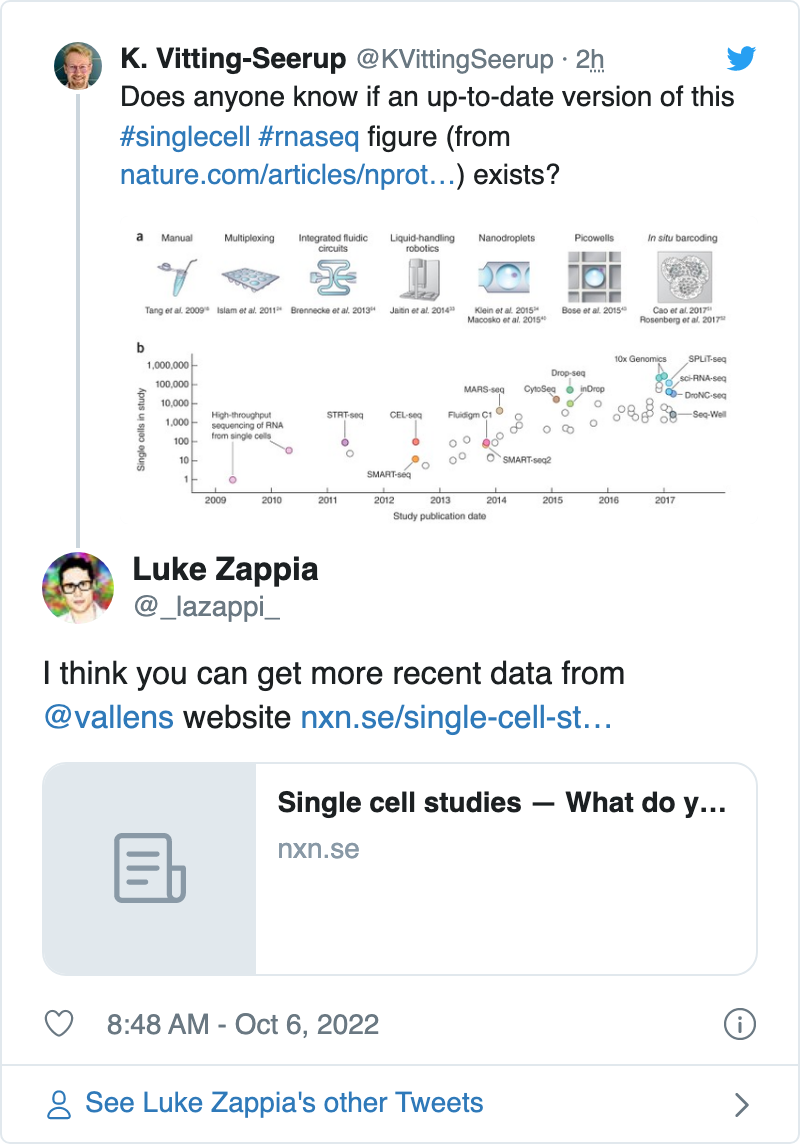 K. Vitting-Seerup @KVittingSeerup · 2h
Does anyone know if an up-to-date version of this
#singlecell #rnaseq figure (from
nature.com/articles/nprot…) exists?
a Manual Multiplexing Integrated fluidic circuits Liquid-handling robotics Nanodroplets Picowells In situ barcoding
Tang et al. 2009 Islam et al. 2011 Brennecke et al. 2013 Jaitin et al. 2014 Klein et al. 2015 Macosko et al. 2015 Bose et al. 2015 Cao et al. 2017 Rosenberg et al. 2017
b
Single cells in study
1,000,000
100,000
10,000
1,000
100
10
1
High-throughput
sequencing of RNA
from single cells
STRT-seq
SMART-seq
CEL-seq
Fluidigm C1
MARS-seq
SMART-seq2
CytoSeq
Drop-seq
inDrop
10x Genomics
SPLiT-seq
sci-RNA-seq
DroNC-seq
Seq-Well
2009 2010 2011 2012 2013 2014 2015 2016 2017
Study publication date
Luke Zappia
@_lazappi_
I think you can get more recent data from
@vallens website nxn.se/single-cell-st…
Single cell studies — What do y…
nxn.se
8:48 AM - Oct 6, 2022
See Luke Zappia's other Tweets